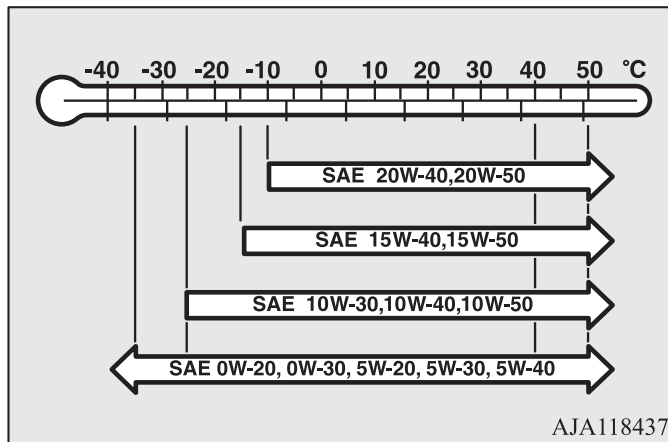 -40 -30 -20 -10 0 10 20 30 40 50 °C
SAE 20W-40,20W-50
SAE 15W-40,15W-50
SAE 10W-30,10W-40,10W-50
SAE 0W-20, 0W-30, 5W-20, 5W-30, 5W-40
AJA118437